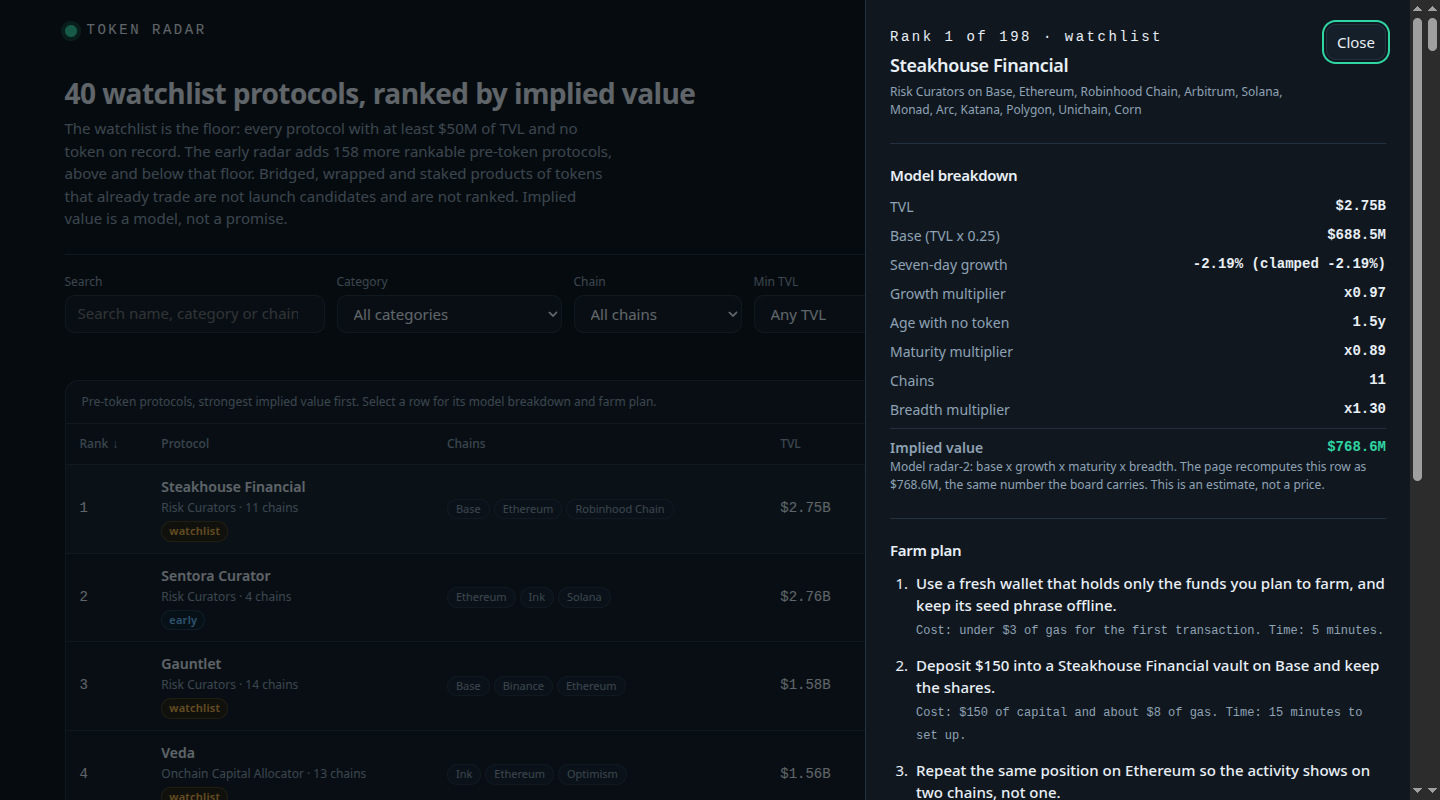 TOKEN RADAR
40 watchlist protocols, ranked by implied value
The watchlist is the floor: every protocol with at least $50M of TVL and no
token on record. The early radar adds 158 more rankable pre-token protocols,
above and below that floor. Bridged, wrapped and staked products of tokens
that already trade are not launch candidates and are not ranked. Implied
value is a model, not a promise.
Search
Category
Chain
Min TVL
Search name, category or chain
All categories
All chains
Any TVL
Pre-token protocols, strongest implied value first. Select a row for its model breakdown and farm plan.
Rank ↓
Protocol
Chains
TVL
1
Steakhouse Financial
Risk Curators · 11 chains
watchlist
Base
Ethereum
Robinhood Chain
$2.75B
2
Sentora Curator
Risk Curators · 4 chains
early
Ethereum
Ink
Solana
$2.76B
3
Gauntlet
Risk Curators · 14 chains
watchlist
Base
Binance
Ethereum
$1.58B
4
Veda
Onchain Capital Allocator · 13 chains
watchlist
Ink
Ethereum
Optimism
$1.56B
Rank 1 of 198 · watchlist
Close
Steakhouse Financial
Risk Curators on Base, Ethereum, Robinhood Chain, Arbitrum, Solana,
Monad, Arc, Katana, Polygon, Unichain, Corn
Model breakdown
TVL
$2.75B
Base (TVL x 0.25)
$688.5M
Seven-day growth
-2.19% (clamped -2.19%)
Growth multiplier
x0.97
Age with no token
1.5y
Maturity multiplier
x0.89
Chains
11
Breadth multiplier
x1.30
Implied value
$768.6M
Model radar-2: base x growth x maturity x breadth. The page recomputes this row as
$768.6M, the same number the board carries. This is an estimate, not a price.
Farm plan
1. Use a fresh wallet that holds only the funds you plan to farm, and
keep its seed phrase offline.
Cost: under $3 of gas for the first transaction. Time: 5 minutes.
2. Deposit $150 into a Steakhouse Financial vault on Base and keep
the shares.
Cost: $150 of capital and about $8 of gas. Time: 15 minutes to
set up.
3. Repeat the same position on Ethereum so the activity shows on
two chains, not one.